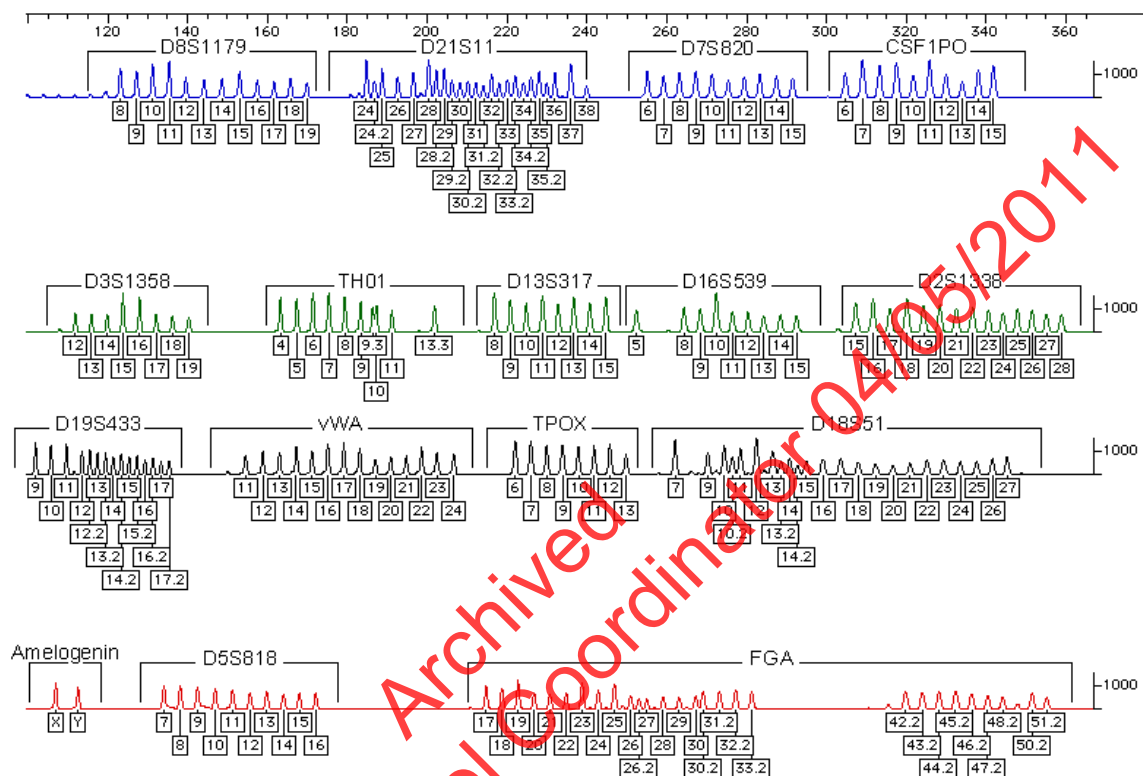 120 140 160 180 200 220 240 260 280 300 320 340 360
D8S1179 D21S11 D7S820 CSF1PO
1000
8 10 12 14 16 18 24 26 28 30 32 34 36 38 6 8 10 12 14 6 8 10 12 14
9 11 13 15 17 19 24.2 27 29 31 33 35 37 7 9 11 13 15 7 9 11 13 15
25 28.2 31.2 34.2
29.2 32.2 35.2
30.2 33.2
D3S1358 TH01 D13S317 D16S539 D2S1338
1000
12 14 16 18 4 6 8 9.3 13.3 8 10 12 14 5 8 10 12 14 15 17 19 21 23 25 27
13 15 17 19 5 7 9 11 9 11 13 15 9 11 13 15 16 18 20 22 24 26 28
10
D19S433 vWA TPOX D18S51
1000
9 11 13 15 17 11 13 15 17 19 21 23 6 8 10 12 7 9 11 13 15 17 19 21 23 25 27
10 12 14 16 12 14 16 18 20 22 24 7 9 11 13 10 12 14 16 18 20 22 24 26
12.2 15.2 10.2 13.2
13.2 16.2 14.2
14.2 17.2
Amelogenin D5S818 FGA
1000
X Y 7 9 11 13 15 17 19 21 23 25 27 29 31.2 42.2 45.2 48.2 51.2
8 10 12 14 16 18 20 22 24 26 28 30 32.2 43.2 46.2 50.2
26.2 30.2 33.2 44.2 47.2
Archived
ol Coordinator 04/05/2011